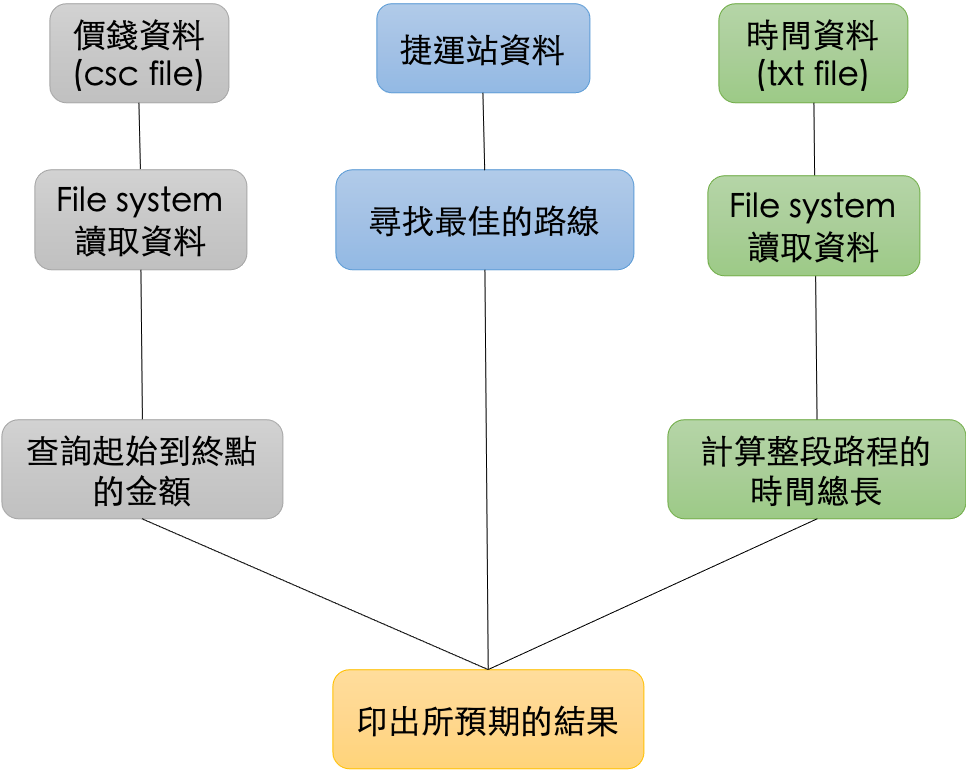 價錢資料
(csc file)
捷運站資料
時間資料
(txt file)
File system
讀取資料
尋找最佳的路線
File system
讀取資料
查詢起始到終點
的金額
計算整段路程的
時間總長
印出所預期的結果